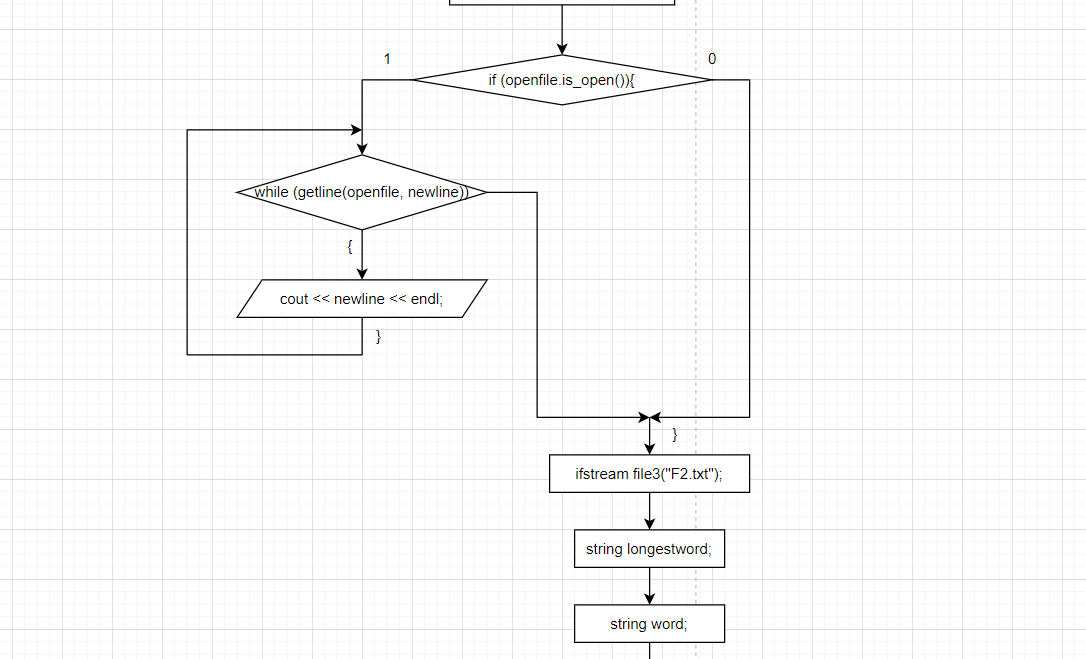 1
0
if (openfile.is_open()){
while (getline(openfile, newline))
{
cout << newline << endl;
}
}
ifstream file3("F2.txt");
string longestword;
string word;